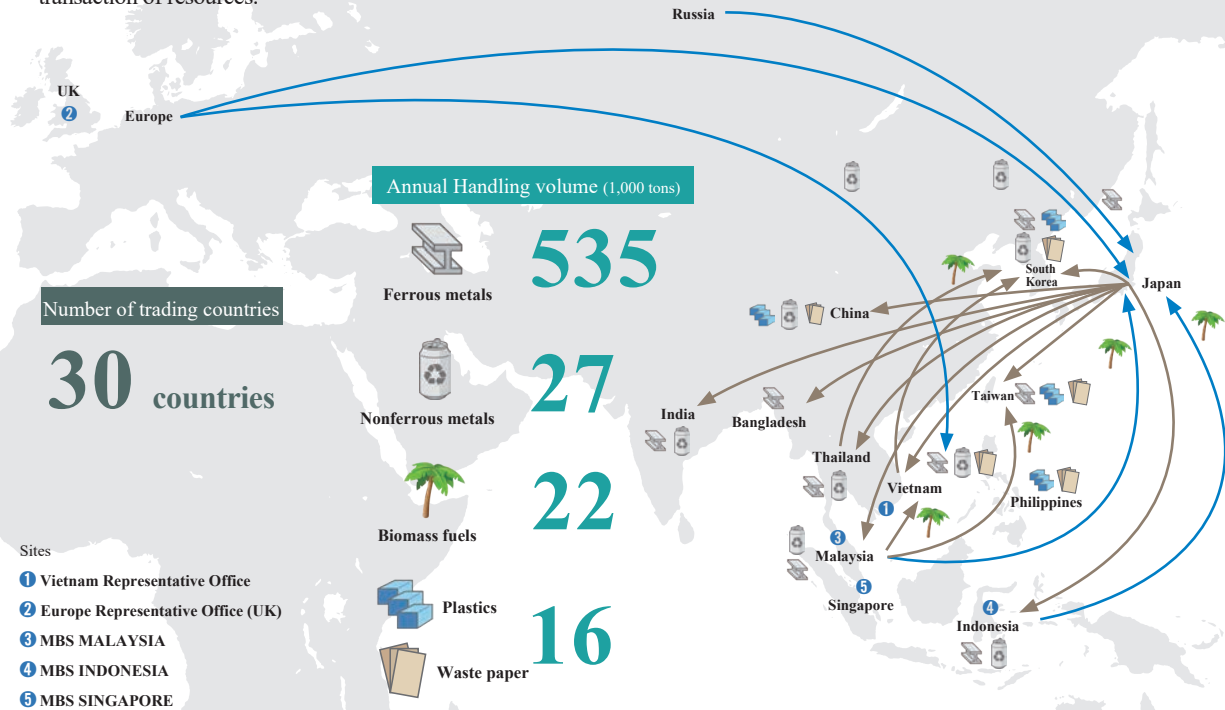 transaction of resources.
Russia
UK
2
Europe
Annual Handling volume (1,000 tons)
Ferrous metals
535
Number of trading countries
30 countries
Nonferrous metals
27
Biomass fuels
22
Plastics
Waste paper
16
South
Korea
Japan
China
Taiwan
India
Bangladesh
Thailand
Vietnam
1
Philippines
3
Malaysia
5
Singapore
4
Indonesia
Sites
1 Vietnam Representative Office
2 Europe Representative Office (UK)
3 MBS MALAYSIA
4 MBS INDONESIA
5 MBS SINGAPORE